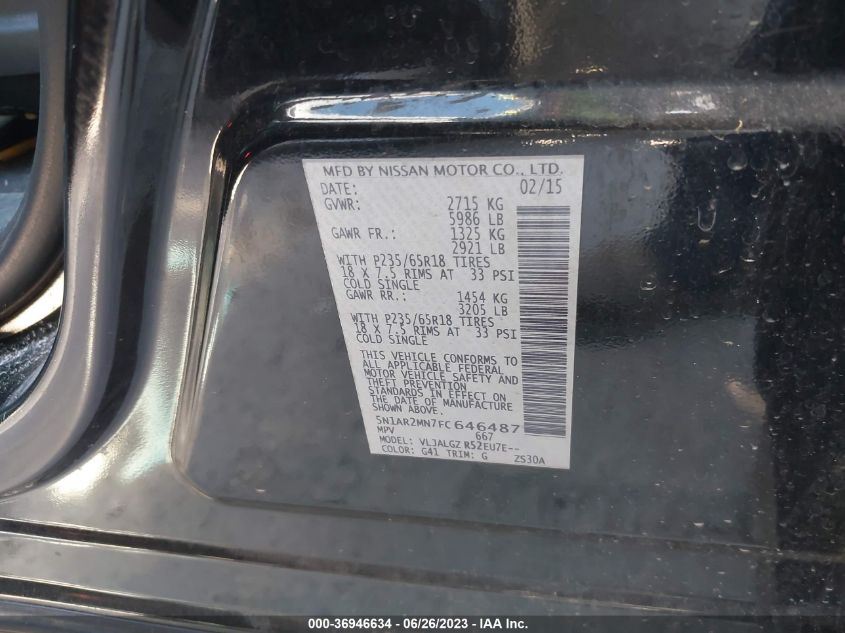 MFD BY NISSAN MOTOR CO., LTD.
DATE: 02/15
GVWR: 2715 KG
5986 LB
GAWR FR.: 1325 KG
2921 LB
WITH P235/65R18 TIRES
18 X 7.5 RIMS AT 33 PSI
COLD SINGLE
GAWR RR.: 1454 KG
3205 LB
WITH P235/65R18 TIRES
18 X 7.5 RIMS AT 33 PSI
COLD SINGLE
THIS VEHICLE CONFORMS TO
ALL APPLICABLE FEDERAL
MOTOR VEHICLE SAFETY AND
THEFT PREVENTION
STANDARDS IN EFFECT ON
THE DATE OF MANUFACTURE
5N1AR2MN7FC646487
MPV 667
MODEL: VL3ALGZ R52EU7E--
COLOR: G41 TRIM: G ZS30A
000-36946634 / 06/26/2023 / IAA Inc.